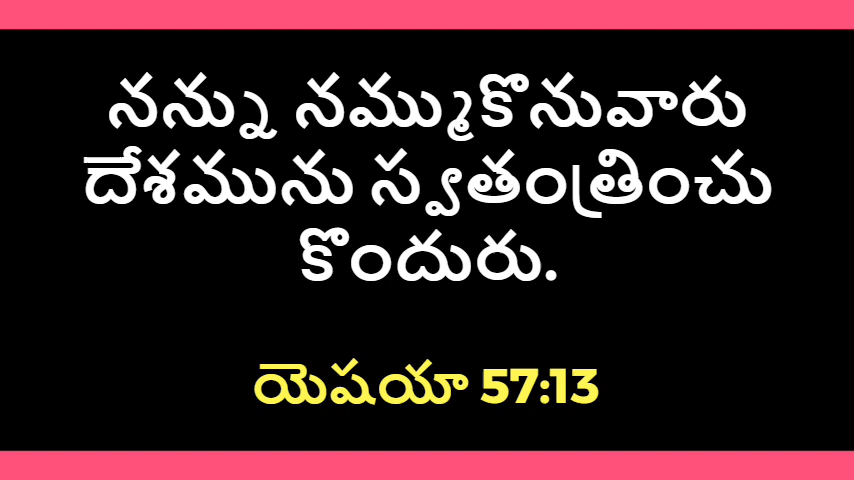 నన్ను నమ్ముకొనువారు
దేశమును స్వతంత్రించు
కొందురు.
యెషయా 57:13